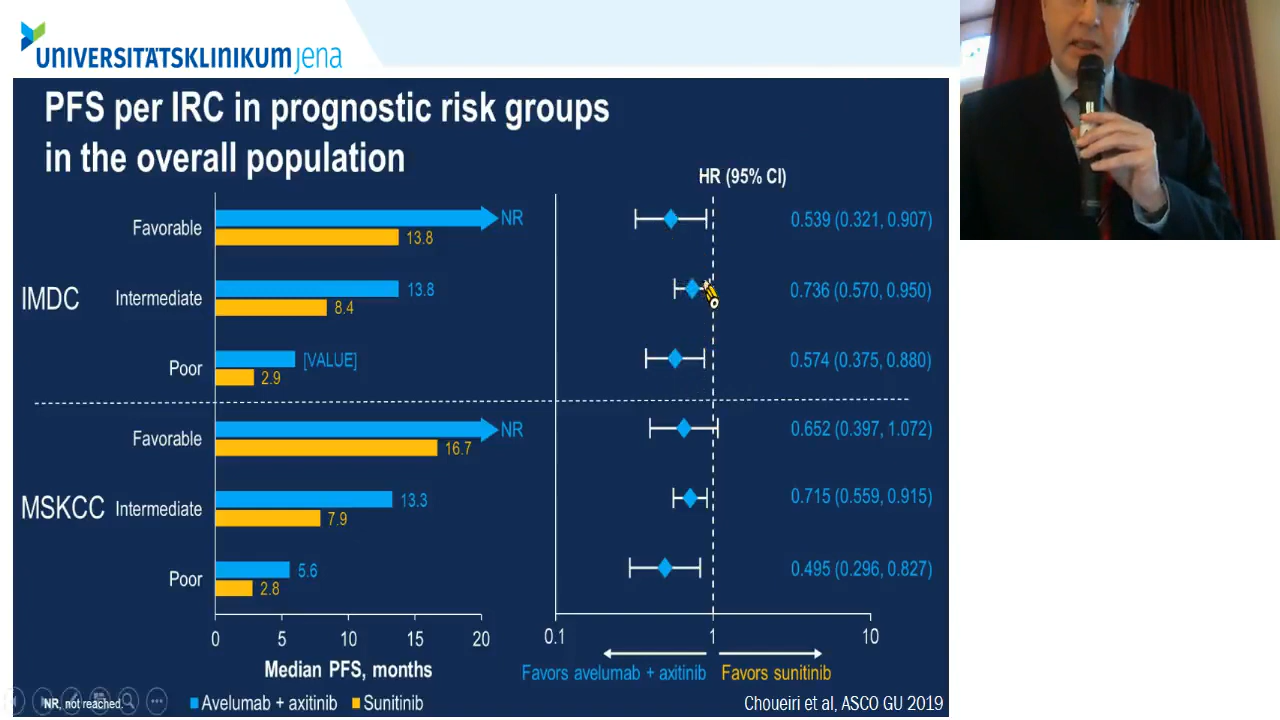 UNIVERSITÄTSKLINIKUM jena
PFS per IRC in prognostic risk groups
in the overall population
HR (95% CI)
IMDC
Favorable
NR
13.8
0.539 (0.321, 0.907)
Intermediate
13.8
8.4
0.736 (0.570, 0.950)
Poor
[VALUE]
2.9
0.574 (0.375, 0.880)
MSKCC
Favorable
NR
16.7
0.652 (0.397, 1.072)
Intermediate
13.3
7.9
0.715 (0.559, 0.915)
Poor
5.6
2.8
0.495 (0.296, 0.827)
0 5 10 15 20
Median PFS, months
0.1 1 10
Favors avelumab + axitinib Favors sunitinib
NR, not reached.
Avelumab + axitinib Sunitinib
Choueiri et al, ASCO GU 2019